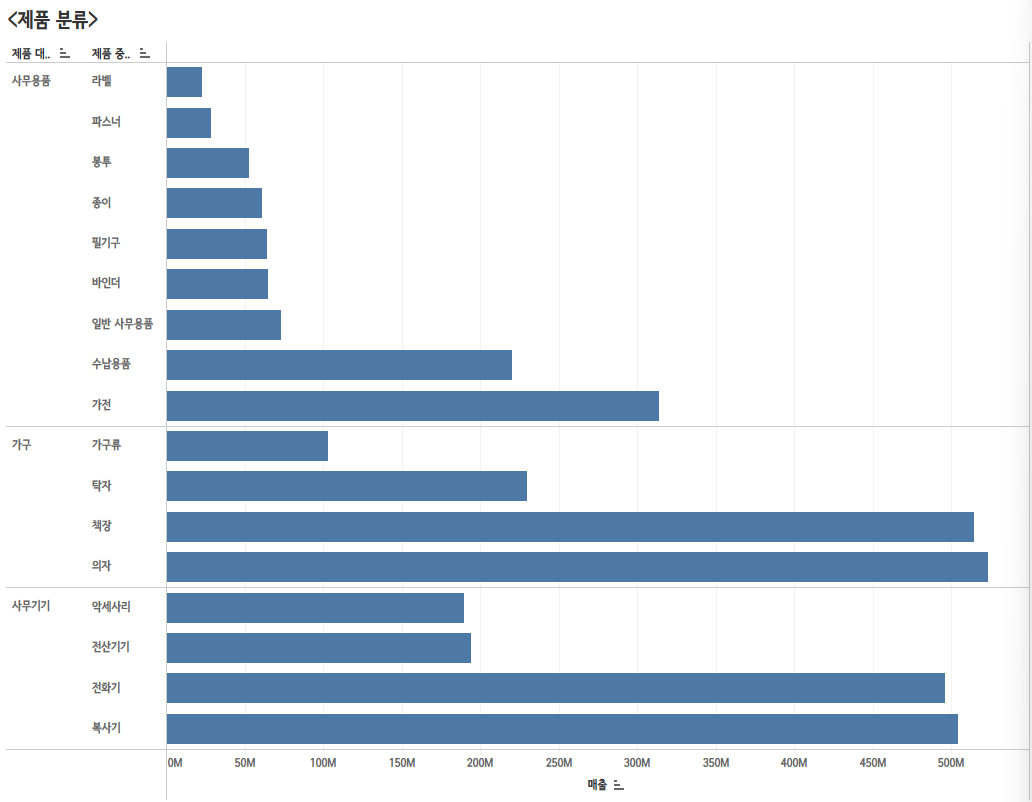 <제품 분류>
제품 대.. 제품 중..
사무용품 라벨
파스너
봉투
종이
필기구
바인더
일반 사무용품
수납용품
가전
가구 가구류
탁자
책장
의자
사무기기 악세사리
전산기기
전화기
복사기
0M 50M 100M 150M 200M 250M 300M 350M 400M 450M 500M
매출